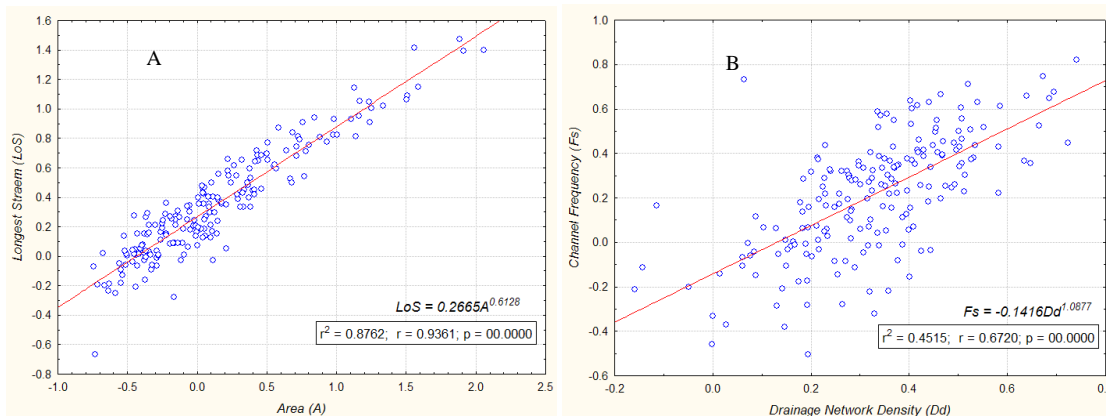 A
1.6
1.4
1.2
1.0
0.8
0.6
0.4
0.2
0.0
-0.2
-0.4
-0.6
-0.8
Longest Straem (LoS)
LoS = 0.2665A^0.6128
r² = 0.8762; r = 0.9361; p = 00.0000
-1.0 -0.5 0.0 0.5 1.0 1.5 2.0 2.5
Area (A)
B
1.0
0.8
0.6
0.4
0.2
0.0
-0.2
-0.4
-0.6
Channel Frequency (Fs)
Fs = -0.1416Dd^1.0877
r² = 0.4515; r = 0.6720; p = 00.0000
-0.2 0.0 0.2 0.4 0.6 0.8
Drainage Network Density (Dd)